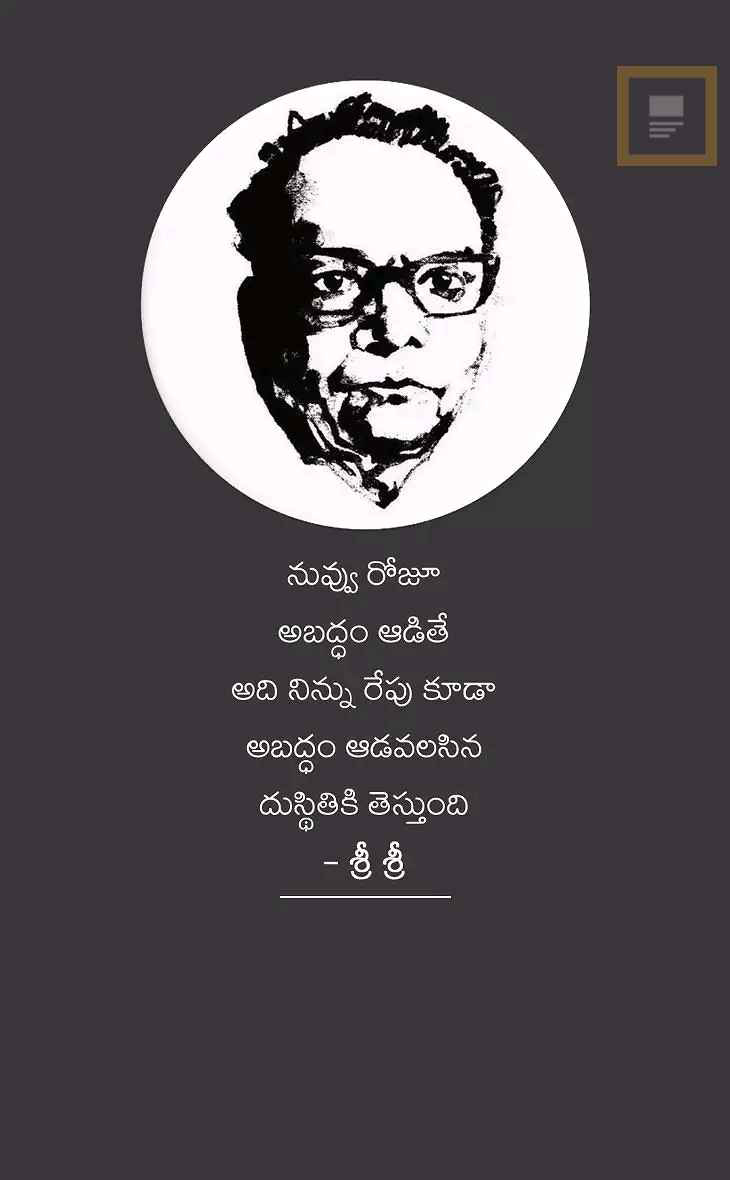 నువ్వు రోజూ
అబద్ధం ఆడితే
అది నిన్ను రేపు కూడా
అబద్ధం ఆడవలసిన
దుస్థితికి తెస్తుంది
- శ్రీ శ్రీ